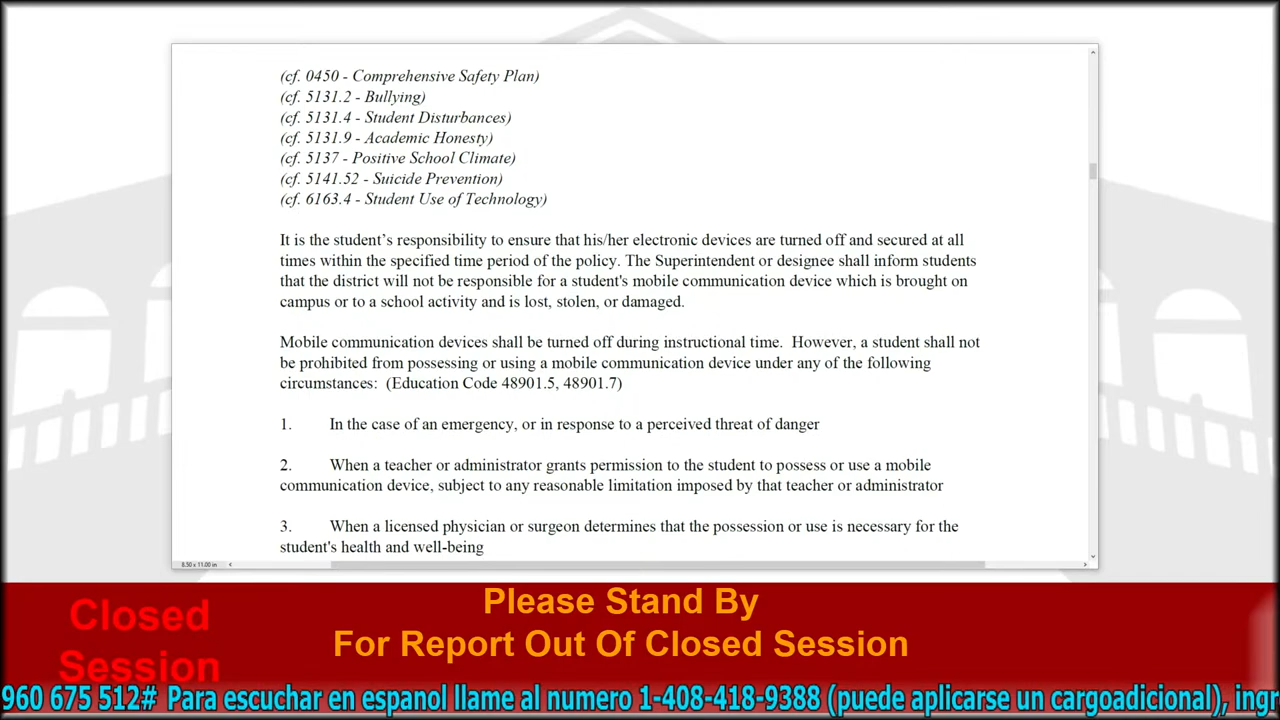 (cf. 0450 - Comprehensive Safety Plan)
(cf. 5131.2 - Bullying)
(cf. 5131.4 - Student Disturbances)
(cf. 5131.9 - Academic Honesty)
(cf. 5137 - Positive School Climate)
(cf. 5141.52 - Suicide Prevention)
(cf. 6163.4 - Student Use of Technology)
It is the student’s responsibility to ensure that his/her electronic devices are turned off and secured at all
times within the specified time period of the policy. The Superintendent or designee shall inform students
that the district will not be responsible for a student's mobile communication device which is brought on
campus or to a school activity and is lost, stolen, or damaged.
Mobile communication devices shall be turned off during instructional time.  However, a student shall not
be prohibited from possessing or using a mobile communication device under any of the following
circumstances:  (Education Code 48901.5, 48901.7)
1. In the case of an emergency, or in response to a perceived threat of danger
2. When a teacher or administrator grants permission to the student to possess or use a mobile
communication device, subject to any reasonable limitation imposed by that teacher or administrator
3. When a licensed physician or surgeon determines that the possession or use is necessary for the
student's health and well-being
8.50 x 11.00 in
Closed
Session
Please Stand By
For Report Out Of Closed Session
960 675 512# Para escuchar en espanol llame al numero 1-408-418-9388 (puede aplicarse un cargoadicional), ingr